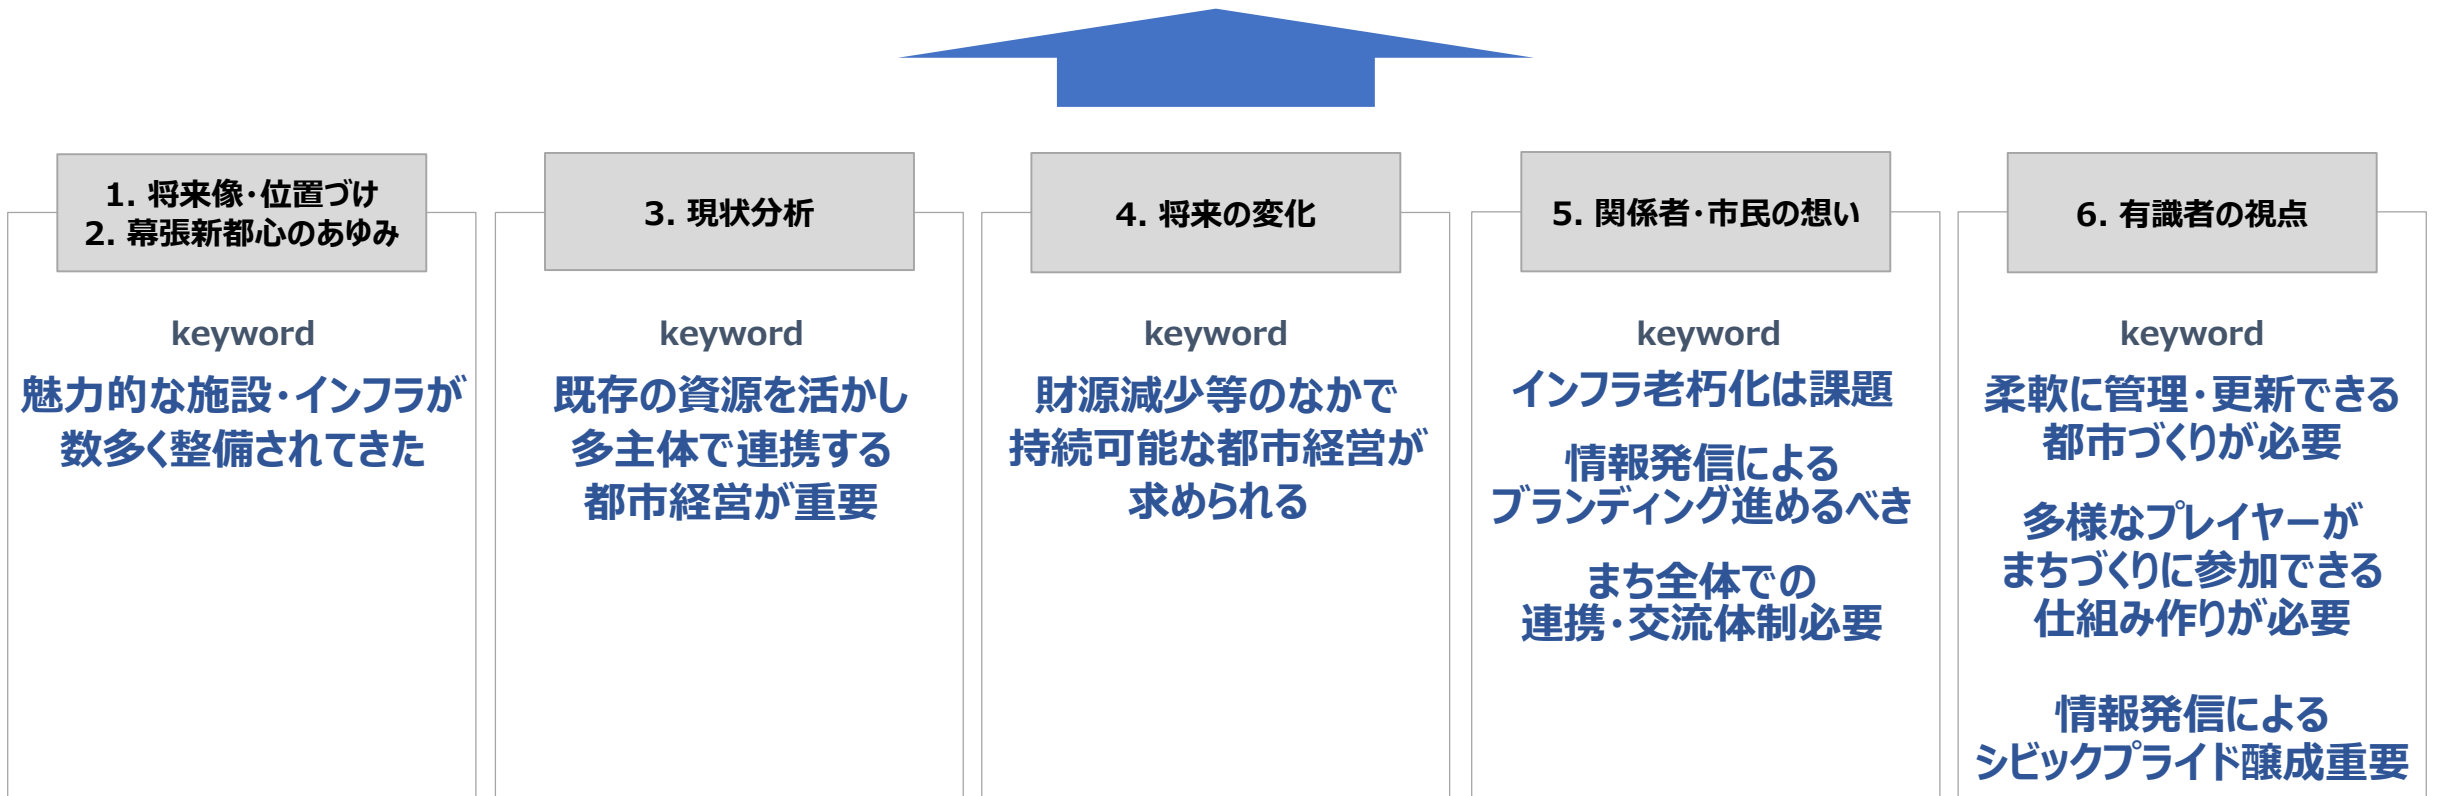 1. 将来像・位置づけ
2. 幕張新都心のあゆみ
keyword
魅力的な施設・インフラが
数多く整備されてきた
3. 現状分析
keyword
既存の資源を活かし
多主体で連携する
都市経営が重要
4. 将来の変化
keyword
財源減少等のなかで
持続可能な都市経営が
求められる
5. 関係者・市民の想い
keyword
インフラ老朽化は課題
情報発信による
ブランディング進めるべき
まち全体での
連携・交流体制必要
6. 有識者の視点
keyword
柔軟に管理・更新できる
都市づくりが必要
多様なプレイヤーが
まちづくりに参加できる
仕組み作りが必要
情報発信による
シビックプライド醸成重要